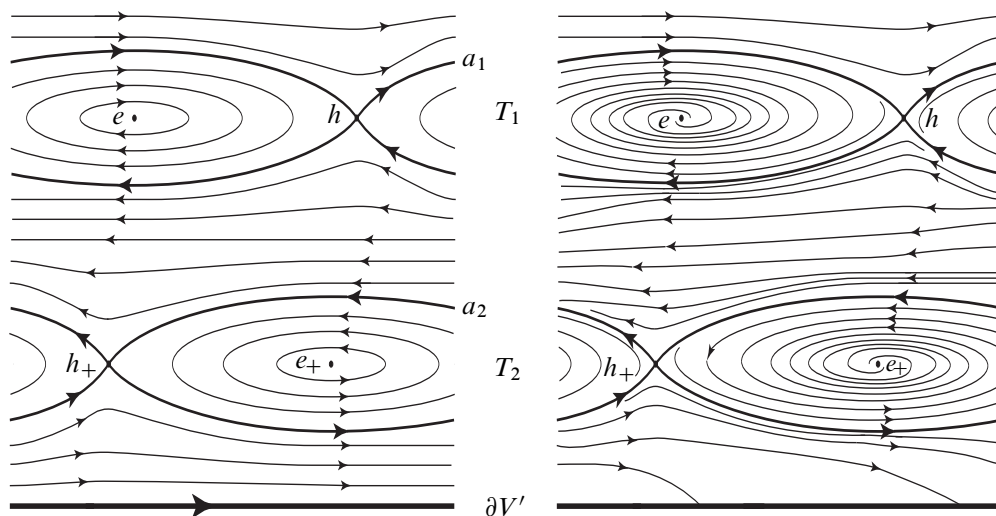 a₁
e h T₁ e h
a₂
h₊ e₊ T₂ h₊ e₊
∂V′